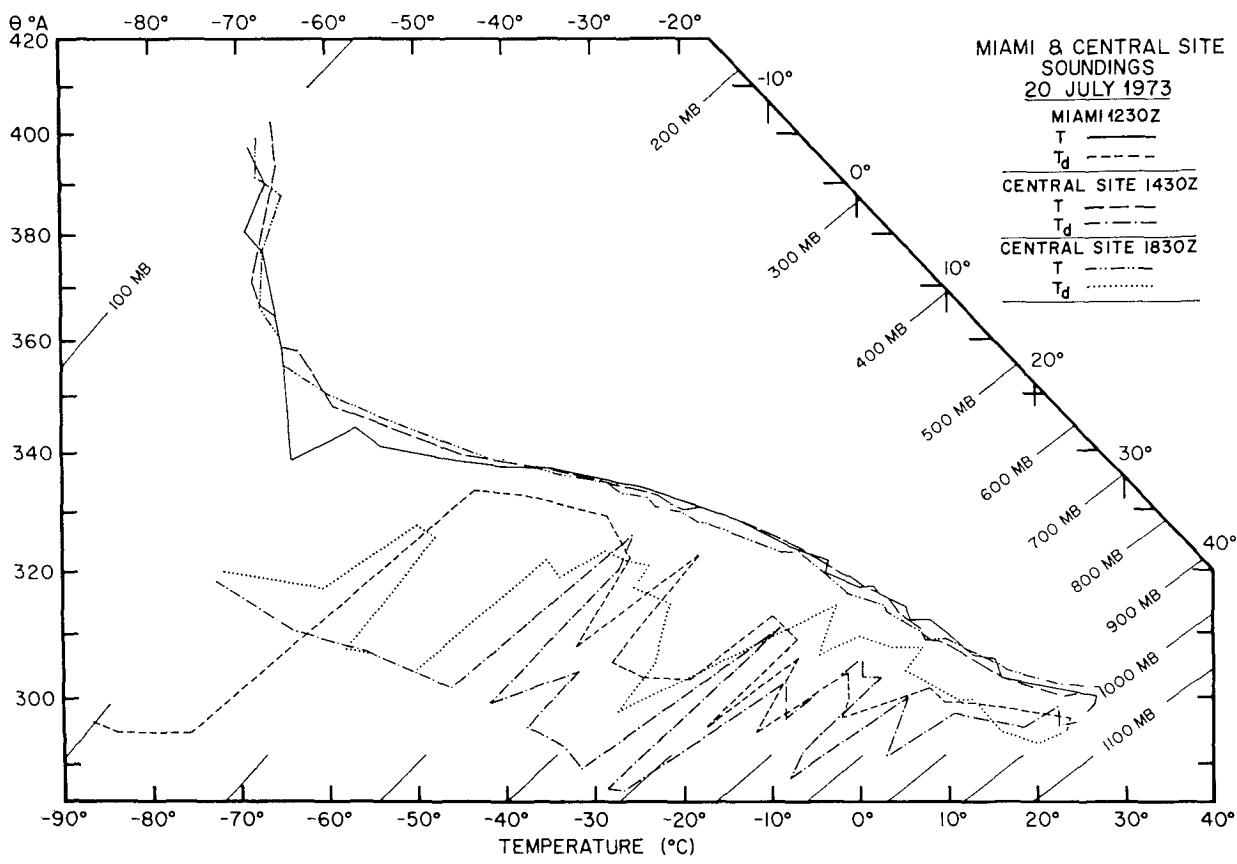 θ °A
-80° -70° -60° -50° -40° -30° -20°
420
400
380
360
340
320
300
-10°
0°
10°
20°
30°
40°
100 MB
200 MB
300 MB
400 MB
500 MB
600 MB
700 MB
800 MB
900 MB
1000 MB
1100 MB
MIAMI & CENTRAL SITE
SOUNDINGS
20 JULY 1973
MIAMI 1230Z
T
Td
CENTRAL SITE 1430Z
T
Td
CENTRAL SITE 1830Z
T
Td
-90° -80° -70° -60° -50° -40° -30° -20° -10° 0° 10° 20° 30° 40°
TEMPERATURE (°C)